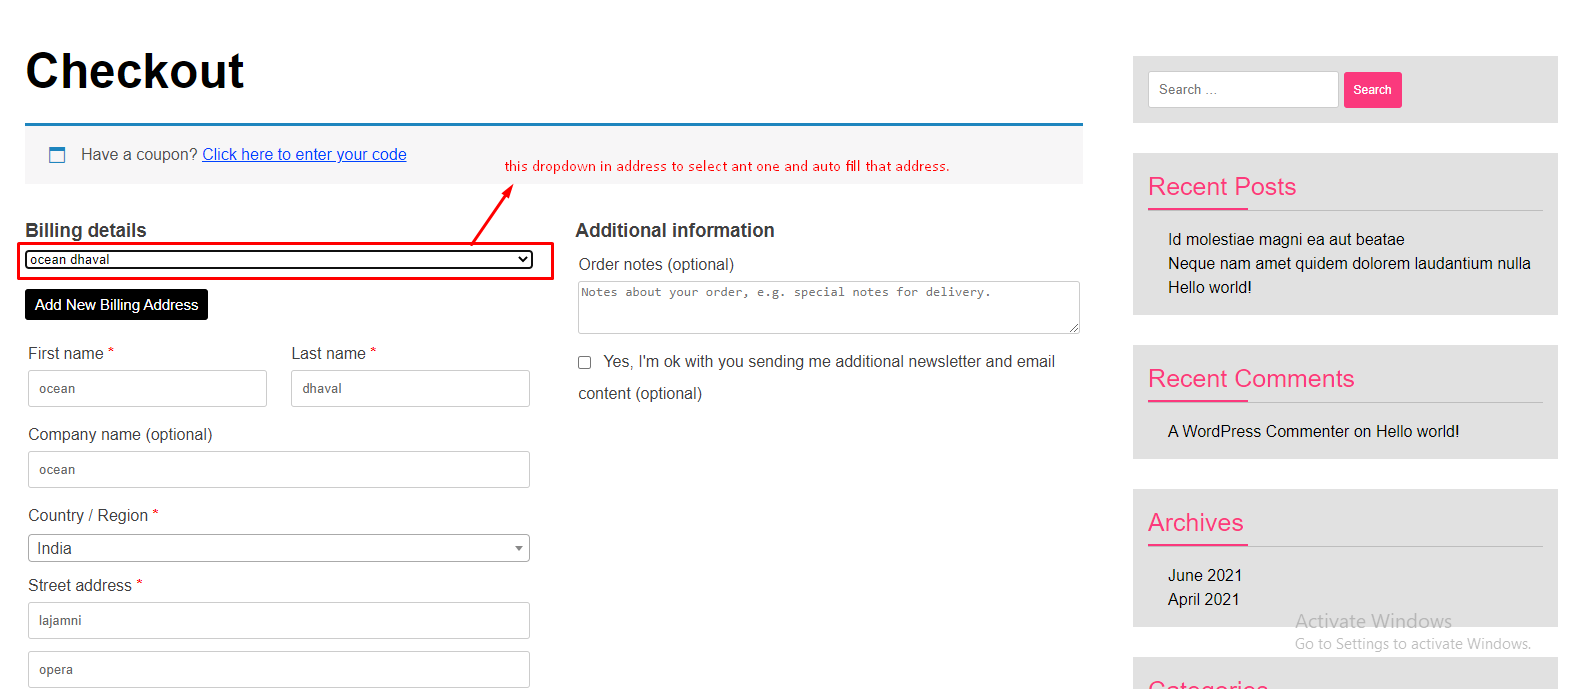 Checkout
Have a coupon? Click here to enter your code
this dropdown in address to select ant one and auto fill that address.
Billing details
ocean dhaval
Add New Billing Address
First name *
Last name *
ocean
dhaval
Company name (optional)
ocean
Country / Region *
India
Street address *
lajamni
opera
Additional information
Order notes (optional)
Notes about your order, e.g. special notes for delivery.
Yes, I'm ok with you sending me additional newsletter and email
content (optional)
Search ...
Search
Recent Posts
Id molestiae magni ea aut beatae
Neque nam amet quidem dolorem laudantium nulla
Hello world!
Recent Comments
A WordPress Commenter on Hello world!
Archives
June 2021
April 2021
Activate Windows
Go to Settings to activate Windows.
Categories